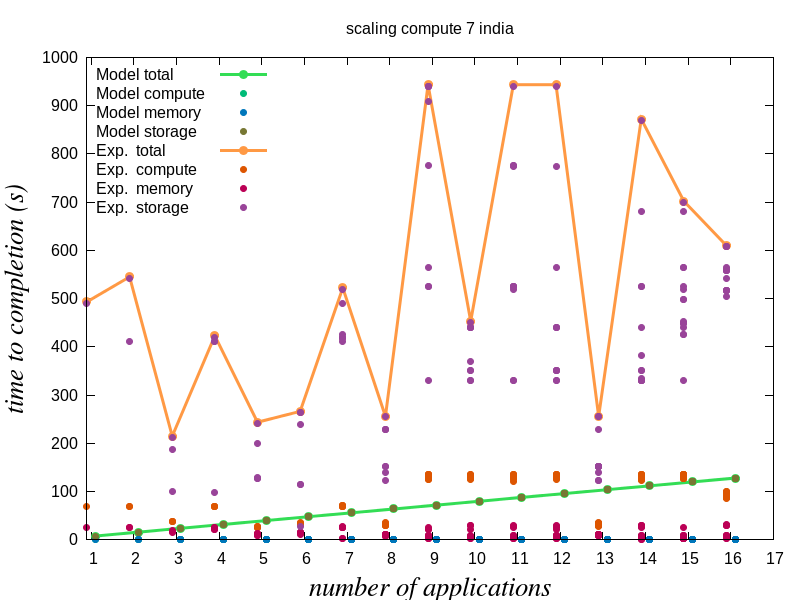 scaling compute 7 india
1000
900
800
700
600
500
400
300
200
100
0
Model total
Model compute
Model memory
Model storage
Exp. total
Exp. compute
Exp. memory
Exp. storage
time to completion (s)
1 2 3 4 5 6 7 8 9 10 11 12 13 14 15 16 17
number of applications